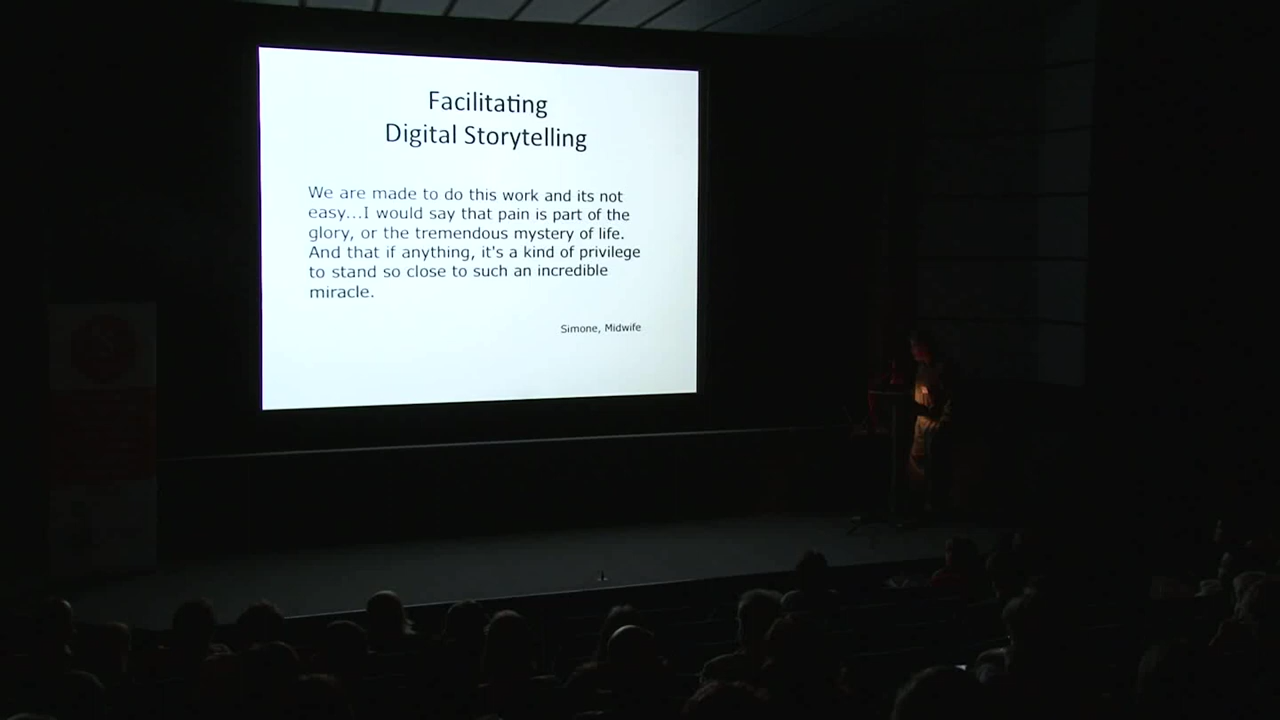 Facilitating
Digital Storytelling
We are made to do this work and its not
easy...I would say that pain is part of the
glory, or the tremendous mystery of life.
And that if anything, it's a kind of privilege
to stand so close to such an incredible
miracle.
Simone, Midwife